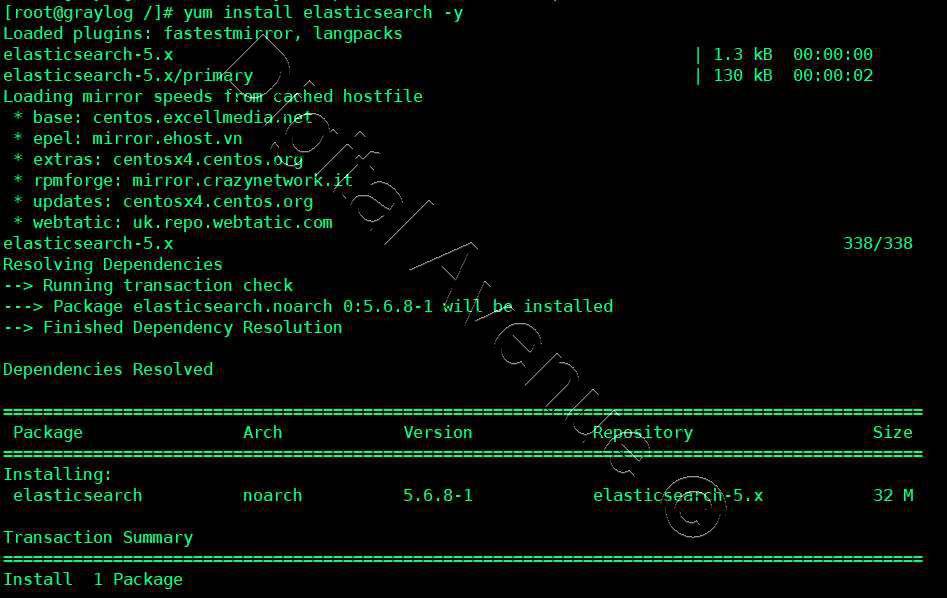 [root@graylog /]# yum install elasticsearch -y
Loaded plugins: fastestmirror, langpacks
elasticsearch-5.x | 1.3 kB 00:00:00
elasticsearch-5.x/primary | 130 kB 00:00:02
Loading mirror speeds from cached hostfile
* base: centos.excellmedia.net
* epel: mirror.ehost.vn
* extras: centosx4.centos.org
* rpmforge: mirror.crazynetwork.it
* updates: centosx4.centos.org
* webtatic: uk.repo.webtatic.com
elasticsearch-5.x 338/338
Resolving Dependencies
--> Running transaction check
---> Package elasticsearch.noarch 0:5.6.8-1 will be installed
--> Finished Dependency Resolution
Dependencies Resolved
================================================================================
Package Arch Version Repository Size
================================================================================
Installing:
elasticsearch noarch 5.6.8-1 elasticsearch-5.x 32 M
Transaction Summary
================================================================================
Install 1 Package
Digital Avenue ©